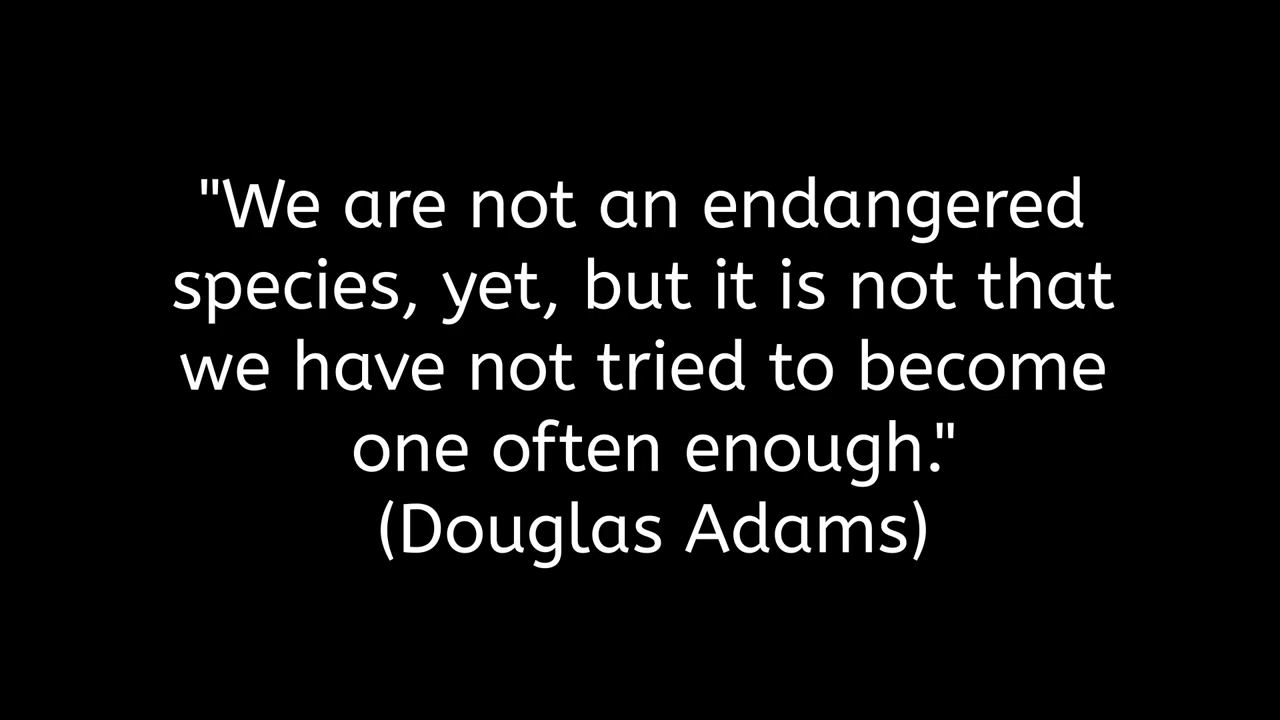 "We are not an endangered
species, yet, but it is not that
we have not tried to become
one often enough."
(Douglas Adams)